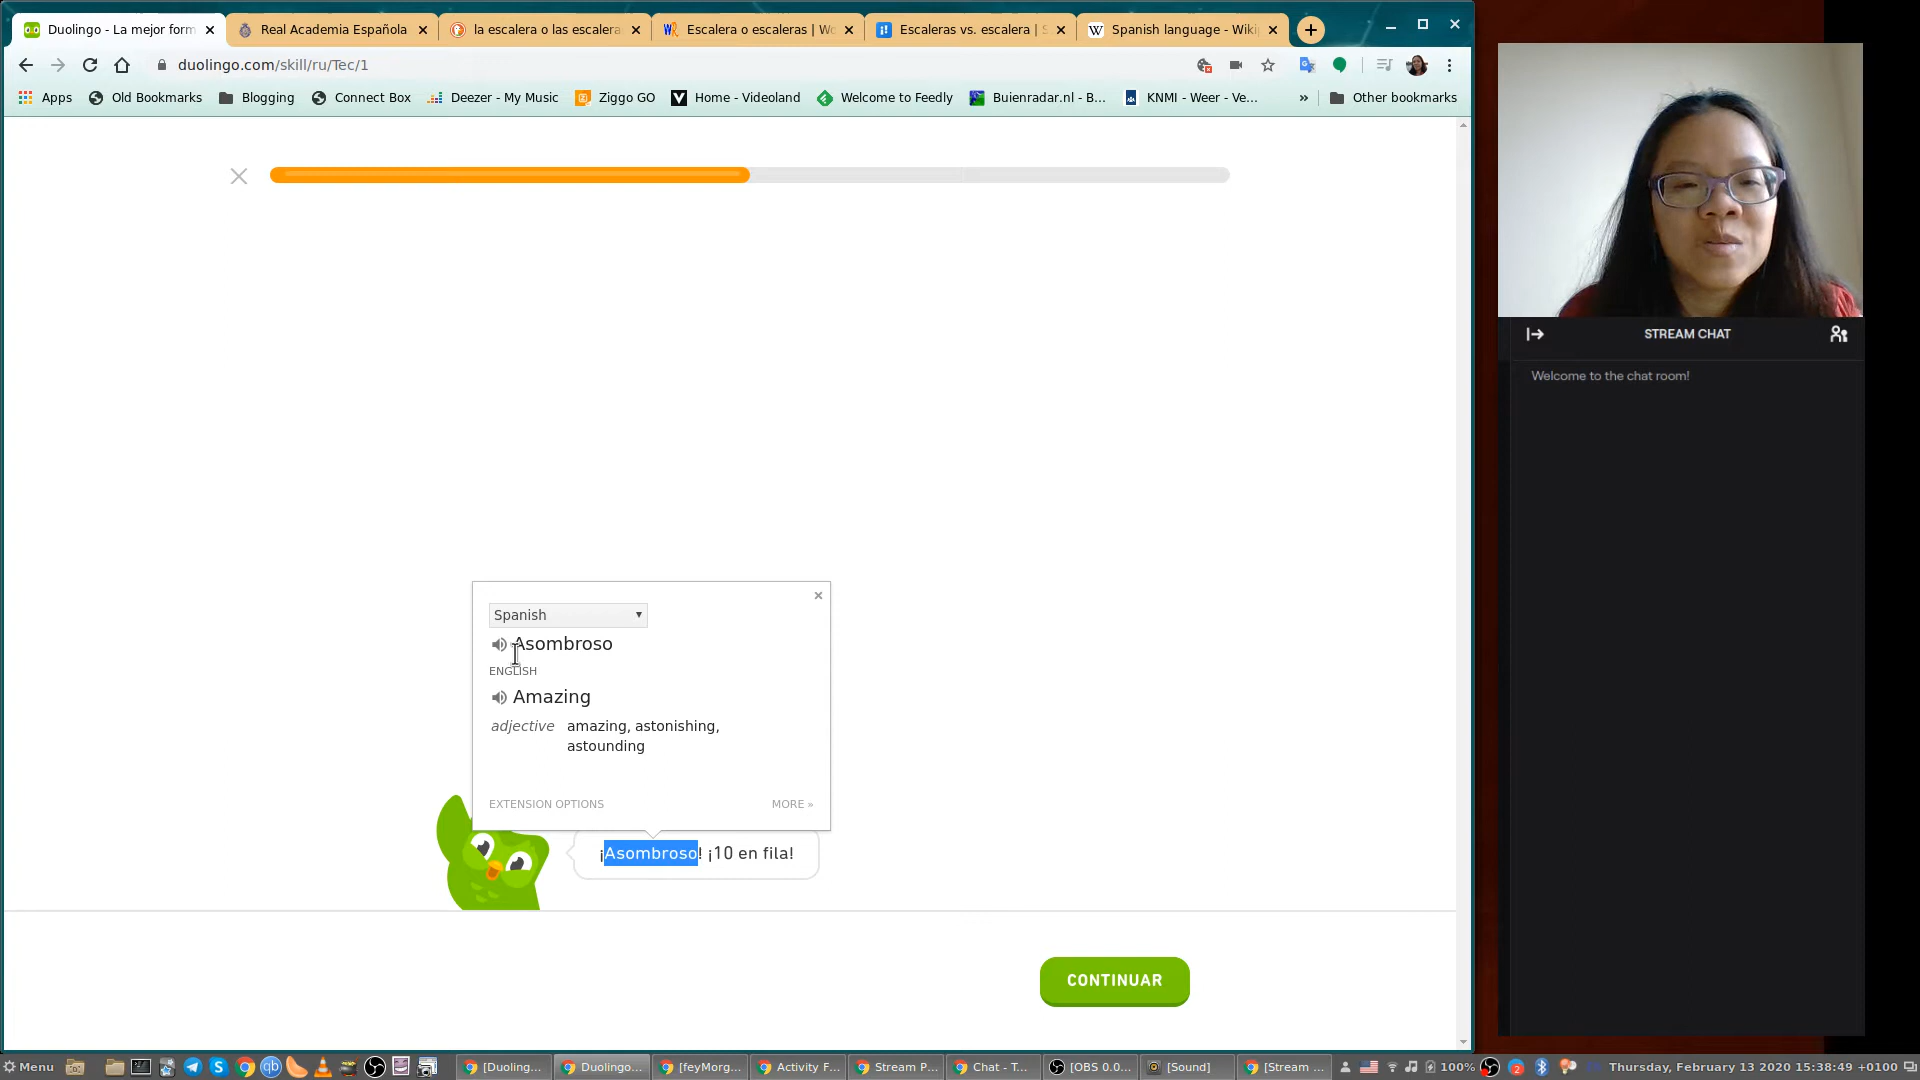 Duolingo - La mejor form
Real Academia Española
la escalera o las escalera
Escalera o escaleras | Wo
Escaleras vs. escalera | S
Spanish language - Wiki
duolingo.com/skill/ru/Tec/1
Apps
Old Bookmarks
Blogging
Connect Box
Deezer - My Music
Ziggo GO
Home - Videoland
Welcome to Feedly
Buienradar.nl - B...
KNMI - Weer - Ve...
»
Other bookmarks
Spanish
Asombroso
ENGLISH
Amazing
adjective amazing, astonishing,
astounding
EXTENSION OPTIONS
MORE »
¡Asombroso! ¡10 en fila!
CONTINUAR
STREAM CHAT
Welcome to the chat room!
Menu
[Duoling...
Duolingo...
[feyMorg...
Activity F...
Stream P...
Chat - T...
[OBS 0.0...
[Sound]
[Stream ...
100%
2
Thursday, February 13 2020 15:38:49 +0100